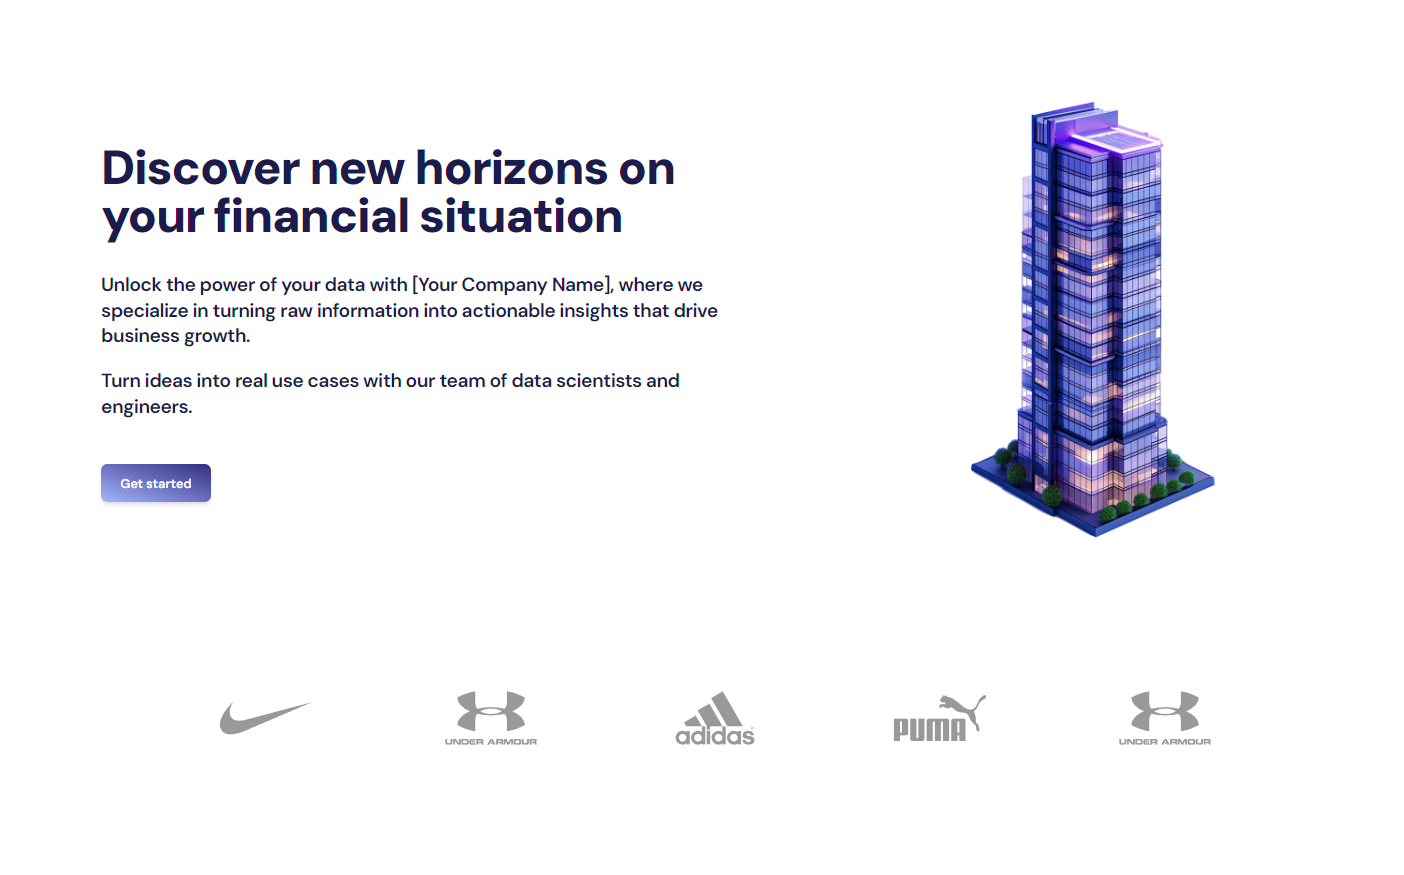 Discover new horizons on
your financial situation
Unlock the power of your data with [Your Company Name], where we
specialize in turning raw information into actionable insights that drive
business growth.
Turn ideas into real use cases with our team of data scientists and
engineers.
Get started
UNDER ARMOUR
adidas
PUMA
UNDER ARMOUR